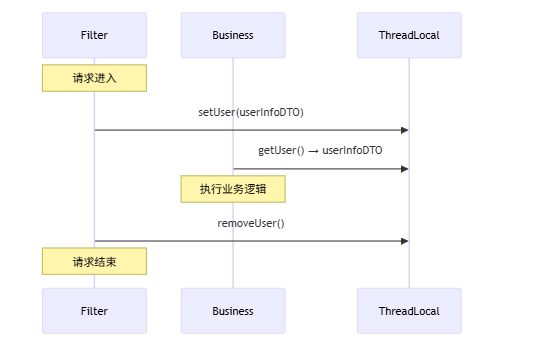 Filter
Business
ThreadLocal
请求进入
setUser(userInfoDTO)
getUser() → userInfoDTO
执行业务逻辑
removeUser()
请求结束
Filter
Business
ThreadLocal